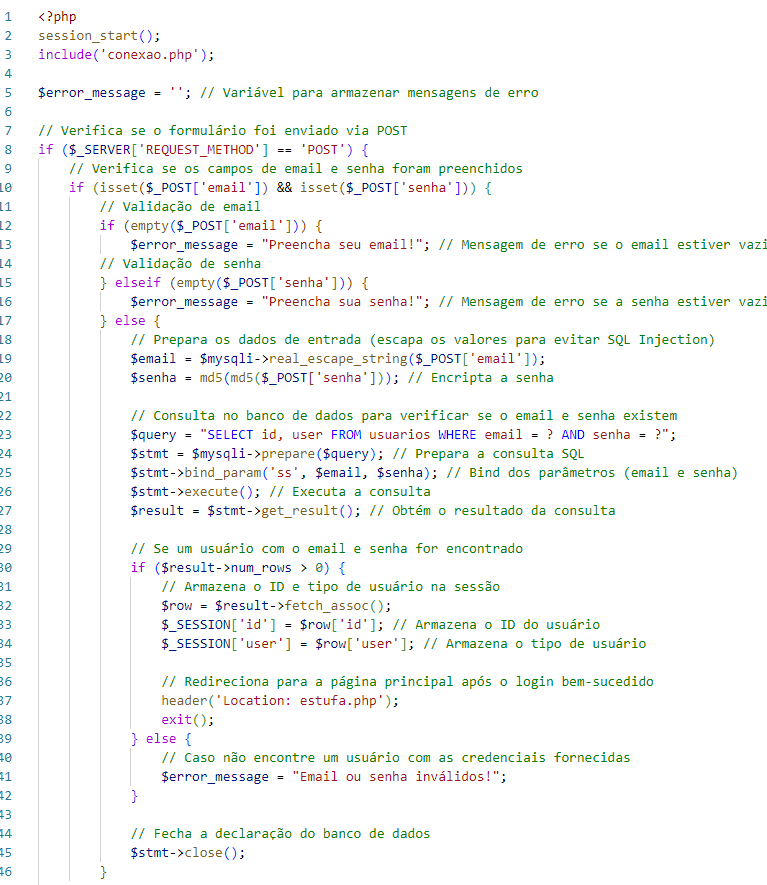 1 <?php
2 session_start();
3 include('conexao.php');
4
5 $error_message = ''; // Variável para armazenar mensagens de erro
6
7 // Verifica se o formulário foi enviado via POST
8 if ($_SERVER['REQUEST_METHOD'] == 'POST') {
9     // Verifica se os campos de email e senha foram preenchidos
10     if (isset($_POST['email']) && isset($_POST['senha'])) {
11         // Validação de email
12         if (empty($_POST['email'])) {
13             $error_message = "Preencha seu email!"; // Mensagem de erro se o email estiver vazi
14         // Validação de senha
15         } elseif (empty($_POST['senha'])) {
16             $error_message = "Preencha sua senha!"; // Mensagem de erro se a senha estiver vazi
17         } else {
18             // Prepara os dados de entrada (escapa os valores para evitar SQL Injection)
19             $email = $mysqli->real_escape_string($_POST['email']);
20             $senha = md5(md5($_POST['senha'])); // Encripta a senha
21
22             // Consulta no banco de dados para verificar se o email e senha existem
23             $query = "SELECT id, user FROM usuarios WHERE email = ? AND senha = ?";
24             $stmt = $mysqli->prepare($query); // Prepara a consulta SQL
25             $stmt->bind_param('ss', $email, $senha); // Bind dos parâmetros (email e senha)
26             $stmt->execute(); // Executa a consulta
27             $result = $stmt->get_result(); // Obtém o resultado da consulta
28
29             // Se um usuário com o email e senha for encontrado
30             if ($result->num_rows > 0) {
31                 // Armazena o ID e tipo de usuário na sessão
32                 $row = $result->fetch_assoc();
33                 $_SESSION['id'] = $row['id']; // Armazena o ID do usuário
34                 $_SESSION['user'] = $row['user']; // Armazena o tipo de usuário
35
36                 // Redireciona para a página principal após o login bem-sucedido
37                 header('Location: estufa.php');
38                 exit();
39             } else {
40                 // Caso não encontre um usuário com as credenciais fornecidas
41                 $error_message = "Email ou senha inválidos!";
42             }
43
44             // Fecha a declaração do banco de dados
45             $stmt->close();
46         }